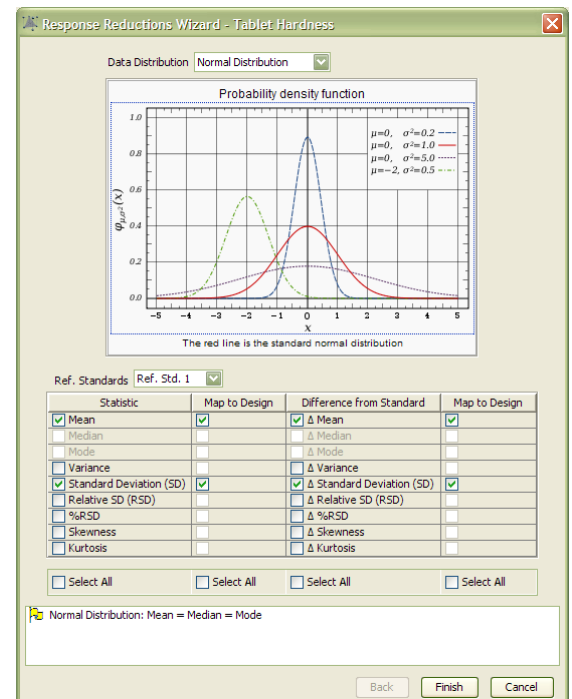 Response Reductions Wizard - Tablet Hardness
Data Distribution Normal Distribution
Probability density function
1.0
0.8
0.6
0.4
0.2
0.0
φμ,σ²(x)
μ=0, σ²=0.2
μ=0, σ²=1.0
μ=0, σ²=5.0
μ=−2, σ²=0.5
−5 −4 −3 −2 −1 0 1 2 3 4 5
x
The red line is the standard normal distribution
Ref. Standards Ref. Std. 1
Statistic Map to Design Difference from Standard Map to Design
Mean Δ Mean
Median Δ Median
Mode Δ Mode
Variance Δ Variance
Standard Deviation (SD) Δ Standard Deviation (SD)
Relative SD (RSD) Δ Relative SD (RSD)
%RSD Δ %RSD
Skewness Δ Skewness
Kurtosis Δ Kurtosis
Select All Select All Select All Select All
Normal Distribution: Mean = Median = Mode
Back Finish Cancel